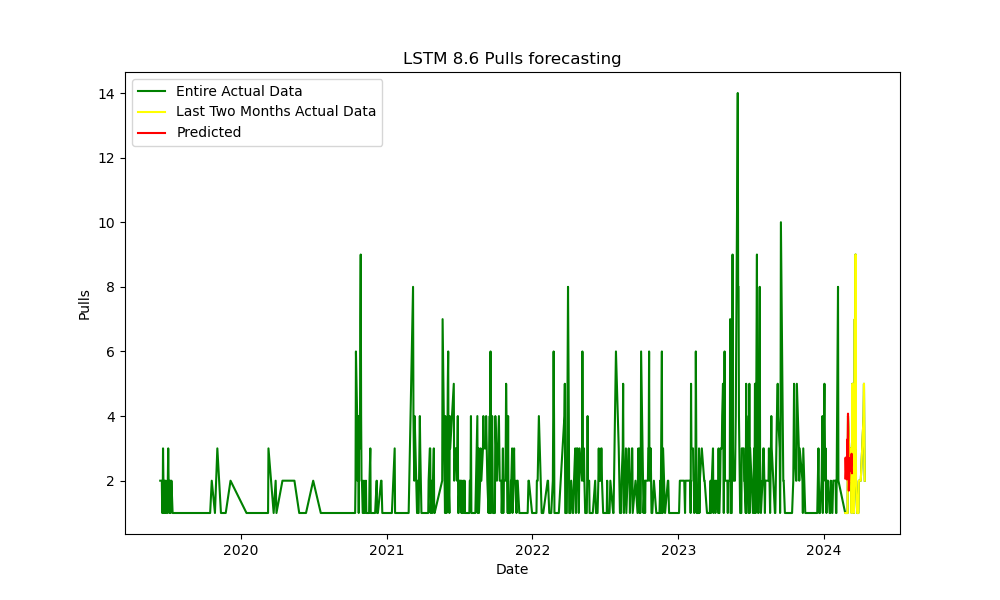 LSTM 8.6 Pulls forecasting
Entire Actual Data
Last Two Months Actual Data
Predicted
14
12
10
8
6
4
2
Pulls
2020
2021
2022
2023
2024
Date